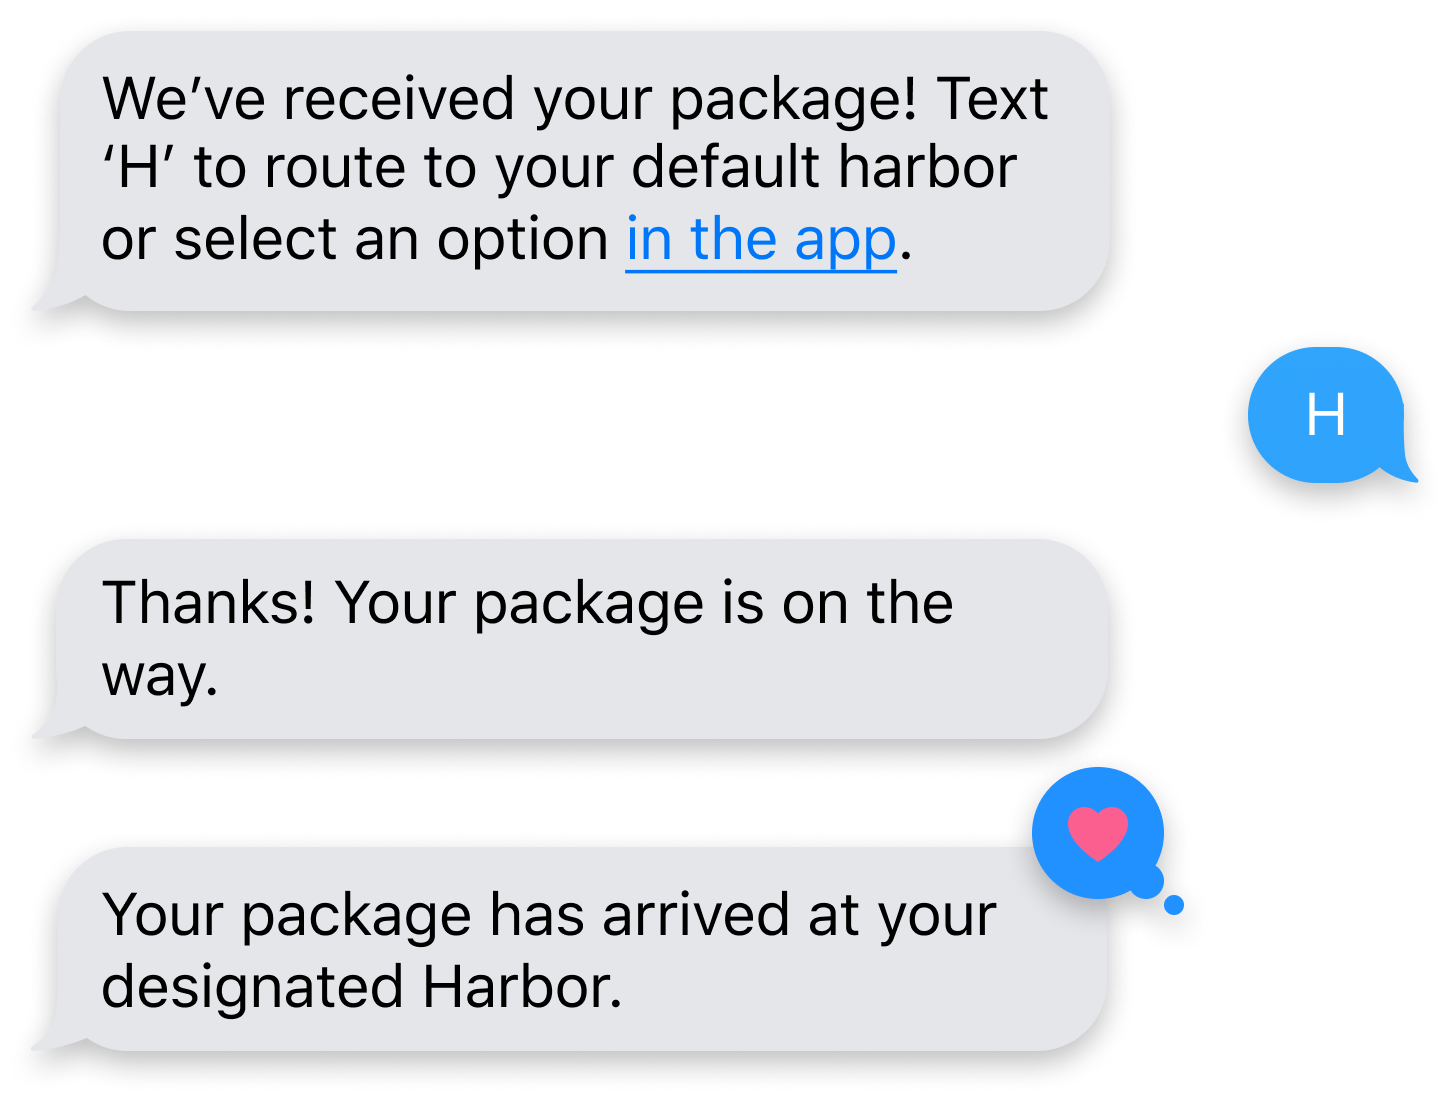 We’ve received your package! Text
‘H’ to route to your default harbor
or select an option in the app.
H
Thanks! Your package is on the
way.
Your package has arrived at your
designated Harbor.